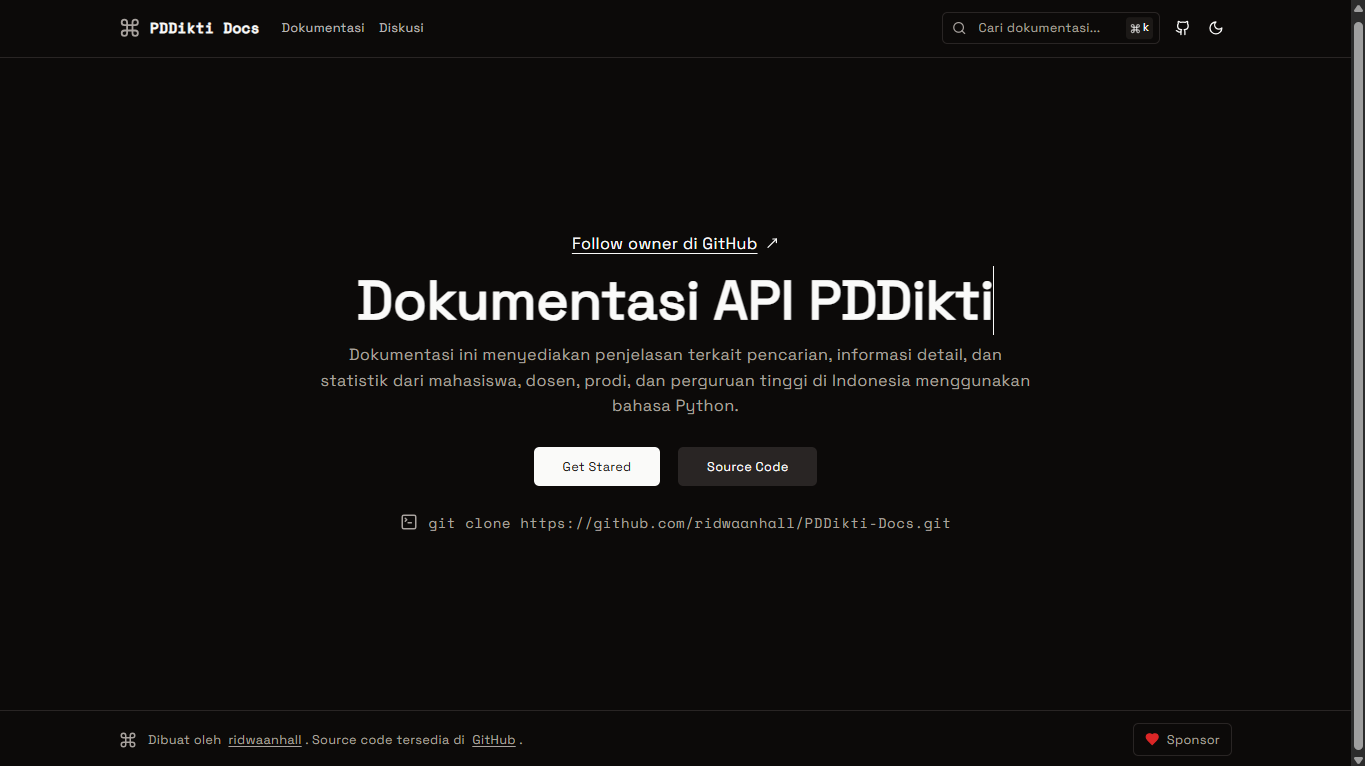 PDDikti Docs Dokumentasi Diskusi Cari dokumentasi... ⌘k
Follow owner di GitHub ↗
Dokumentasi API PDDikti
Dokumentasi ini menyediakan penjelasan terkait pencarian, informasi detail, dan
statistik dari mahasiswa, dosen, prodi, dan perguruan tinggi di Indonesia menggunakan
bahasa Python.
Get Stared Source Code
git clone https://github.com/ridwaanhall/PDDikti-Docs.git
Dibuat oleh ridwaanhall . Source code tersedia di GitHub . Sponsor